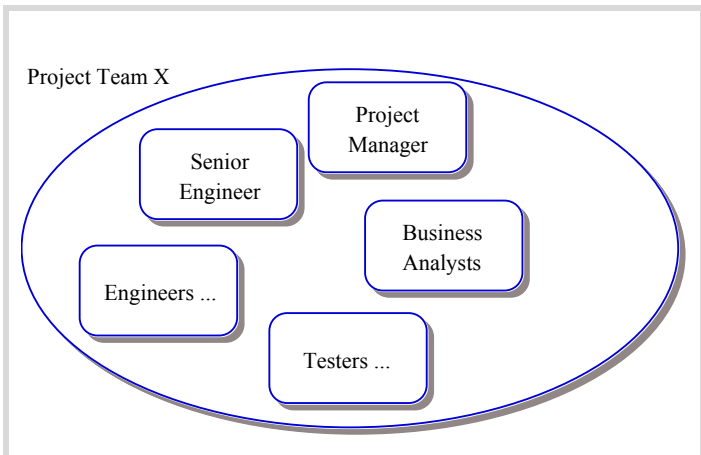 Project Team X
Project
Manager
Senior
Engineer
Business
Analysts
Engineers ...
Testers ...